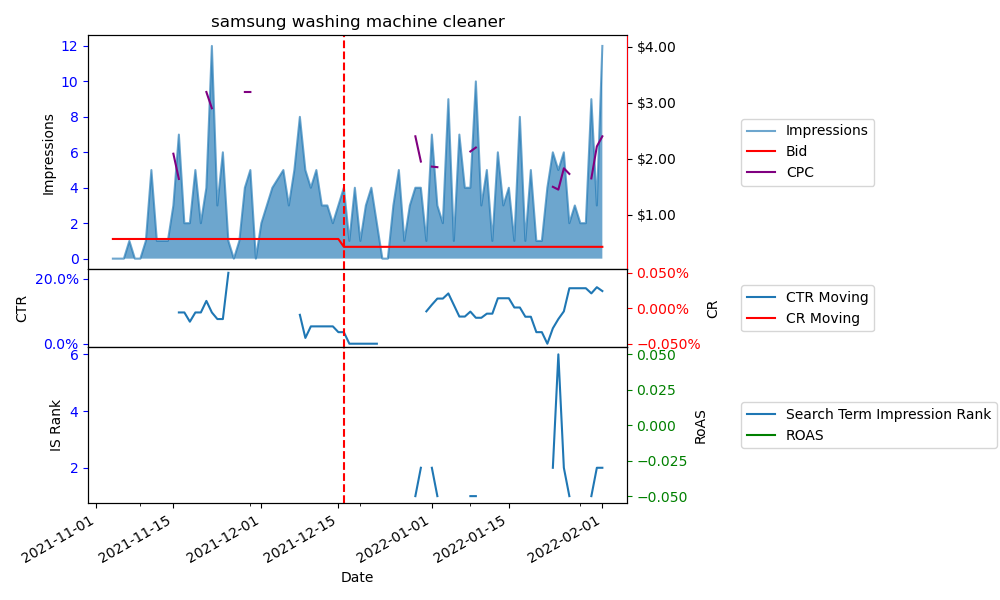 samsung washing machine cleaner
12
10
8
6
4
2
0
Impressions
$4.00
$3.00
$2.00
$1.00
Impressions
Bid
CPC
20.0%
0.0%
CTR
0.050%
0.000%
−0.050%
CR
CTR Moving
CR Moving
6
4
2
IS Rank
0.050
0.025
0.000
−0.025
−0.050
RoAS
Search Term Impression Rank
ROAS
2021-11-01
2021-11-15
2021-12-01
2021-12-15
2022-01-01
2022-01-15
2022-02-01
Date